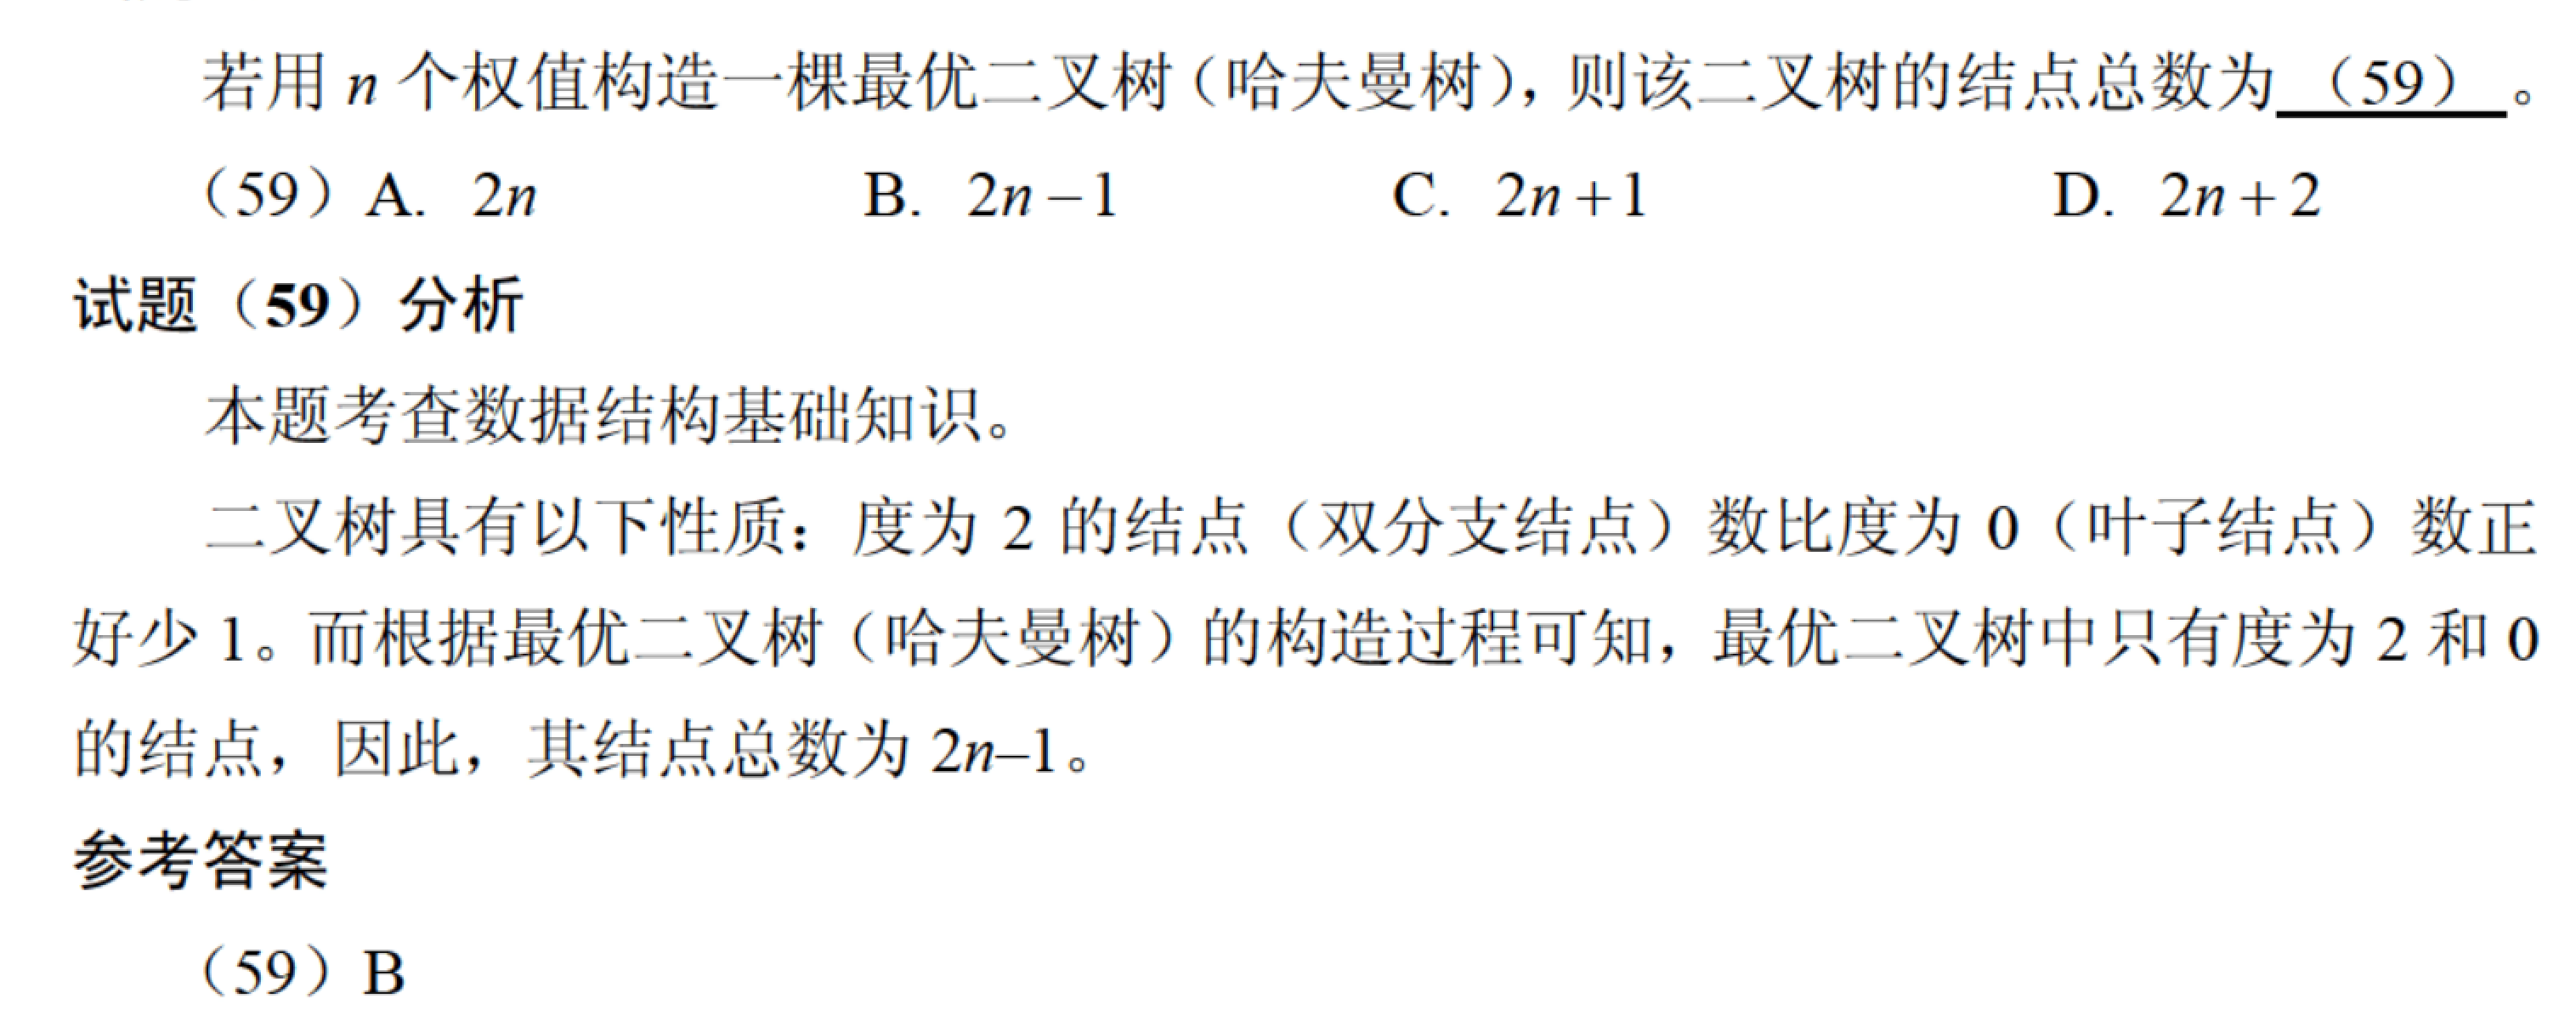 若用 n 个权值构造一棵最优二叉树（哈夫曼树），则该二叉树的结点总数为 （59） 。
（59）A. 2n B. 2n－1 C. 2n＋1 D. 2n＋2
试题（59）分析
本题考查数据结构基础知识。
二叉树具有以下性质：度为 2 的结点（双分支结点）数比度为 0（叶子结点）数正
好少 1。而根据最优二叉树（哈夫曼树）的构造过程可知，最优二叉树中只有度为 2 和 0
的结点，因此，其结点总数为 2n–1。
参考答案
（59）B